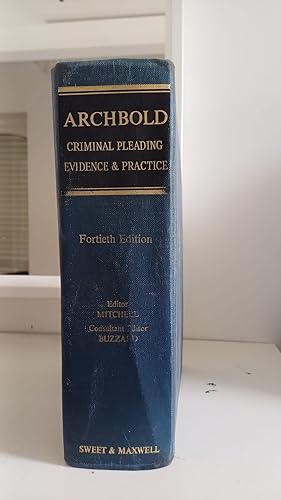 ARCHBOLD
CRIMINAL PLEADING
EVIDENCE & PRACTICE
Fortieth Edition
Editor
MITCHELL
Consultant Editor
BUZZARD
SWEET & MAXWELL